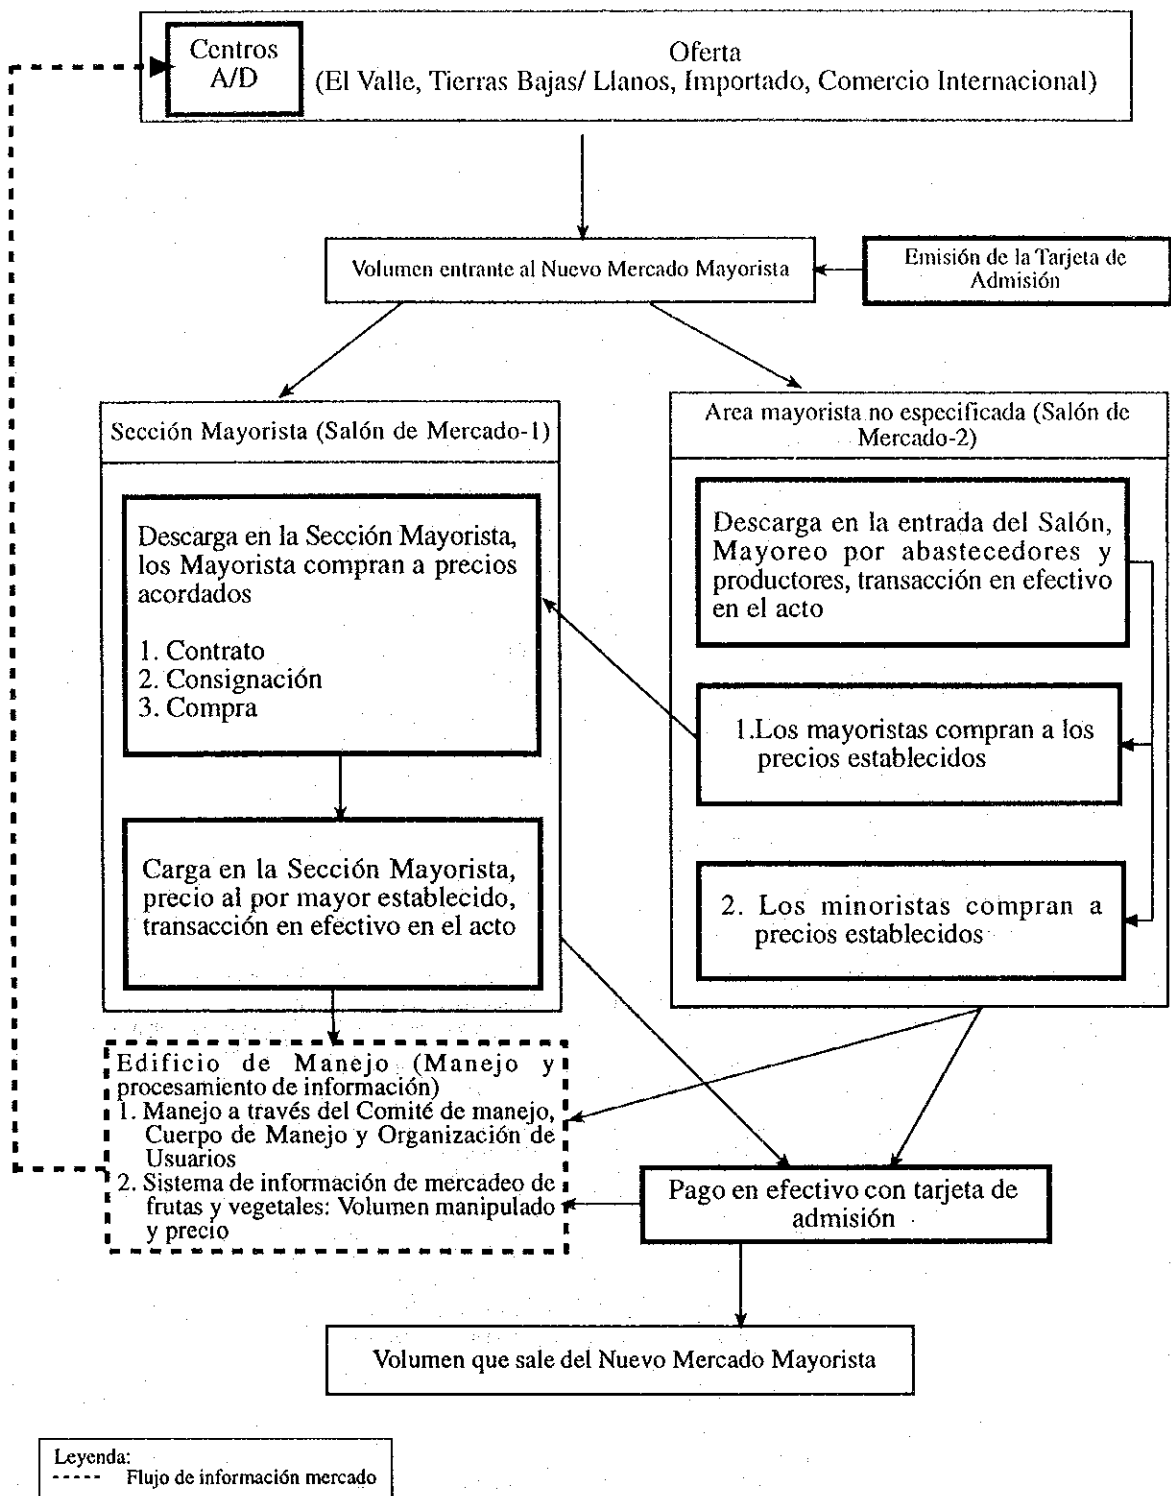 Centros
A/D
Oferta
(El Valle, Tierras Bajas/ Llanos, Importado, Comercio Internacional)
Volumen entrante al Nuevo Mercado Mayorista
Emisión de la Tarjeta de
Admisión
Sección Mayorista (Salón de Mercado-1)
Descarga en la Sección Mayorista,
los Mayorista compran a precios
acordados
1. Contrato
2. Consignación
3. Compra
Carga en la Sección Mayorista,
precio al por mayor establecido,
transacción en efectivo en el acto
Area mayorista no especificada (Salón de
Mercado-2)
Descarga en la entrada del Salón,
Mayoreo por abastecedores y
productores, transacción en efectivo
en el acto
1.Los mayoristas compran a los
precios establecidos
2. Los minoristas compran a
precios establecidos
Edificio de Manejo (Manejo y
procesamiento de información)
1. Manejo a través del Comité de manejo,
Cuerpo de Manejo y Organización de
Usuarios
2. Sistema de información de mercadeo de
frutas y vegetales: Volumen manipulado
y precio
Pago en efectivo con tarjeta de
admisión
Volumen que sale del Nuevo Mercado Mayorista
Leyenda:
Flujo de información mercado